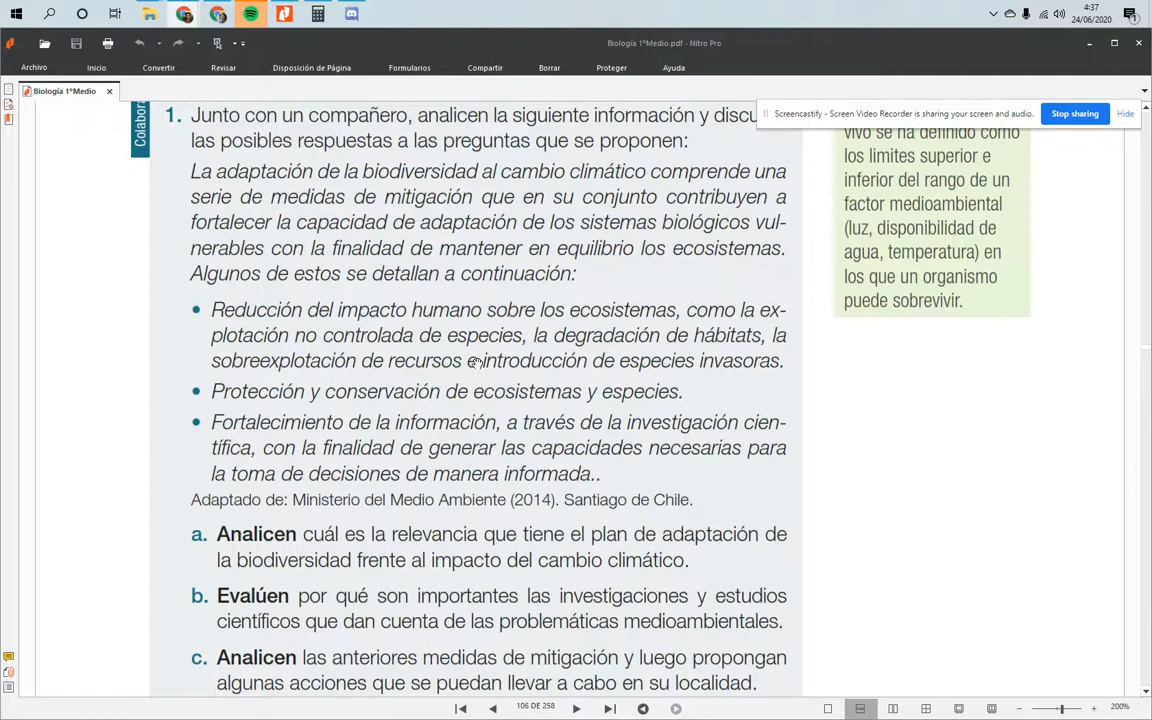 4:37
24/06/2020
1
Biología 1°Medio.pdf - Nitro Pro
Archivo
Inicio
Convertir
Revisar
Disposición de Página
Formularios
Compartir
Borrar
Proteger
Ayuda
Biología 1°Medio
Screencastify - Screen Video Recorder is sharing your screen and audio.
Stop sharing
Hide
1. Junto con un compañero, analicen la siguiente información y
las posibles respuestas a las preguntas que se proponen:
La adaptación de la biodiversidad al cambio climático comprende una
serie de medidas de mitigación que en su conjunto contribuyen a
fortalecer la capacidad de adaptación de los sistemas biológicos vul-
nerables con la finalidad de mantener en equilibrio los ecosistemas.
Algunos de estos se detallan a continuación:
• Reducción del impacto humano sobre los ecosistemas, como la ex-
plotación no controlada de especies, la degradación de hábitats, la
sobreexplotación de recursos e introducción de especies invasoras.
• Protección y conservación de ecosistemas y especies.
• Fortalecimiento de la información, a través de la investigación cien-
tífica, con la finalidad de generar las capacidades necesarias para
la toma de decisiones de manera informada..
Adaptado de: Ministerio del Medio Ambiente (2014). Santiago de Chile.
a. Analicen cuál es la relevancia que tiene el plan de adaptación de
la biodiversidad frente al impacto del cambio climático.
b. Evalúen por qué son importantes las investigaciones y estudios
científicos que dan cuenta de las problemáticas medioambientales.
c. Analicen las anteriores medidas de mitigación y luego propongan
algunas acciones que se puedan llevar a cabo en su localidad.
vivo se ha definido como
los limites superior e
inferior del rango de un
factor medioambiental
(luz, disponibilidad de
agua, temperatura) en
los que un organismo
puede sobrevivir.
106 DE 258
200%